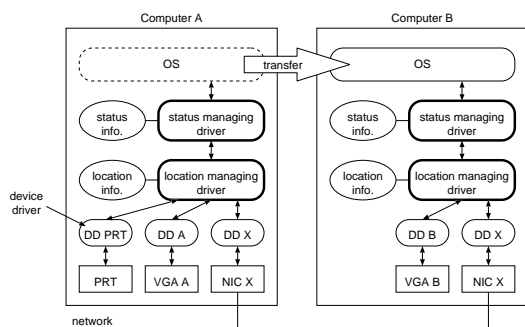 Computer A
Computer B
OS
transfer
OS
status
info.
status managing
driver
status
info.
status managing
driver
location
info.
location managing
driver
location
info.
location managing
driver
device
driver
DD PRT
DD A
DD X
DD B
DD X
PRT
VGA A
NIC X
VGA B
NIC X
network